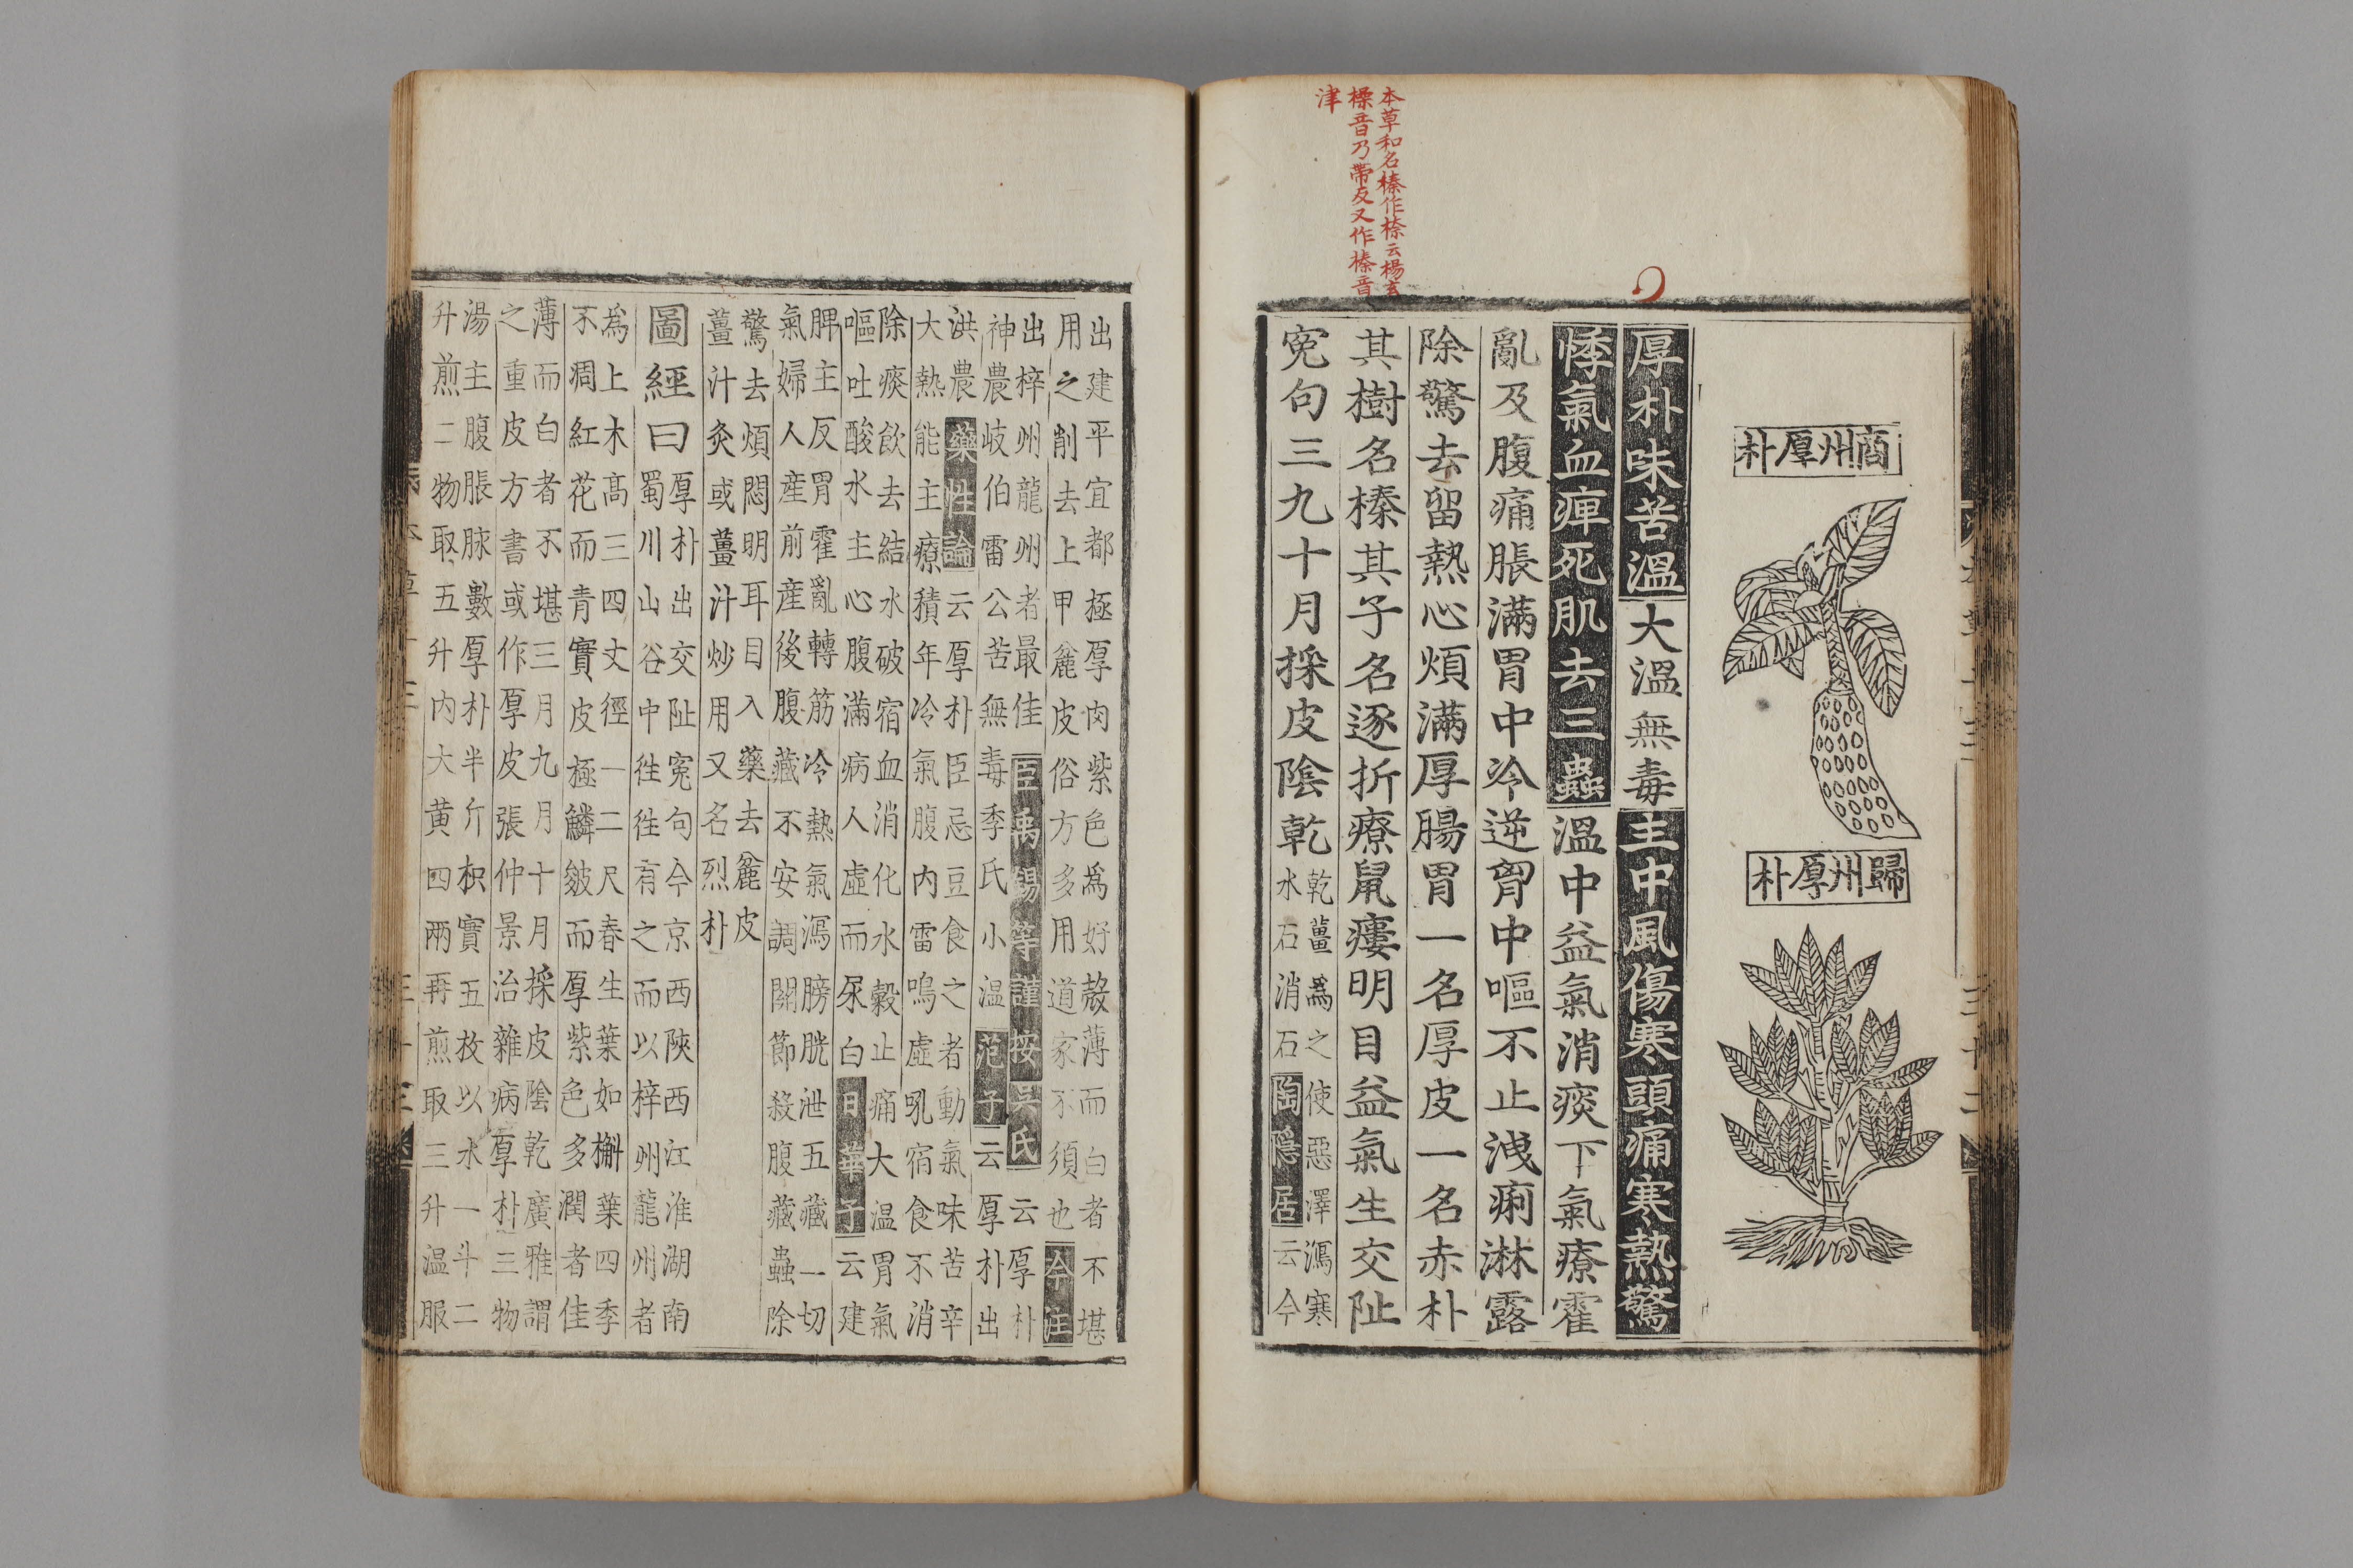 本草和名榛作㮈云楊玄
橾音乃帶反又作榛音
津
商州厚朴
歸州厚朴
厚朴味苦溫大溫無毒主中風傷寒頭痛寒熱驚
悸氣血痺死肌去三蟲溫中益氣消痰下氣療霍
亂及腹痛脹滿胃中冷逆胷中嘔不止洩痢淋露
除驚去留熱心煩滿厚腸胃一名厚皮一名赤朴
其樹名榛其子名逐折療鼠瘻明目益氣生交阯
寃句三九十月採皮陰乾
乾薑爲之使惡澤瀉寒
水石消石陶隱居云今
出建平宜都極厚肉紫色爲好殼薄而白者不堪
用之削去上甲麄皮俗方多用道家不須也今注
出梓州龍州者最佳臣禹錫等謹按吳氏云厚朴
神農岐伯雷公苦無毒季氏小溫范子云厚朴出
洪農藥性論云厚朴臣忌豆食之者動氣味苦辛
大熱能主療積年冷氣腹內雷鳴虛吼宿食不消
除痰飲去結水破宿血消化水穀止痛大溫胃氣
嘔吐酸水主心腹滿病人虛而尿白日華子云建
脾主反胃霍亂轉筋冷熱氣瀉膀胱泄五藏一切
氣婦人産前産後腹藏不安調關節殺腹藏蟲除
驚去煩悶明耳目入藥去麄皮
薑汁炙或薑汁炒用又名烈朴
圖經曰
厚朴出交阯寃句今京西陝西江淮湖南
蜀川山谷中往往有之而以梓州龍州者
爲上木高三四丈徑一二尺春生葉如槲葉四季
不凋紅花而青實皮極鱗皴而厚紫色多潤者佳
薄而白者不堪三月九月十月採皮陰乾廣雅謂
之重皮方書或作厚皮張仲景治雜病厚朴三物
湯主腹脹脉數厚朴半斤枳實五枚以水一斗二
升煎二物取五升內大黃四兩再煎取三升溫服